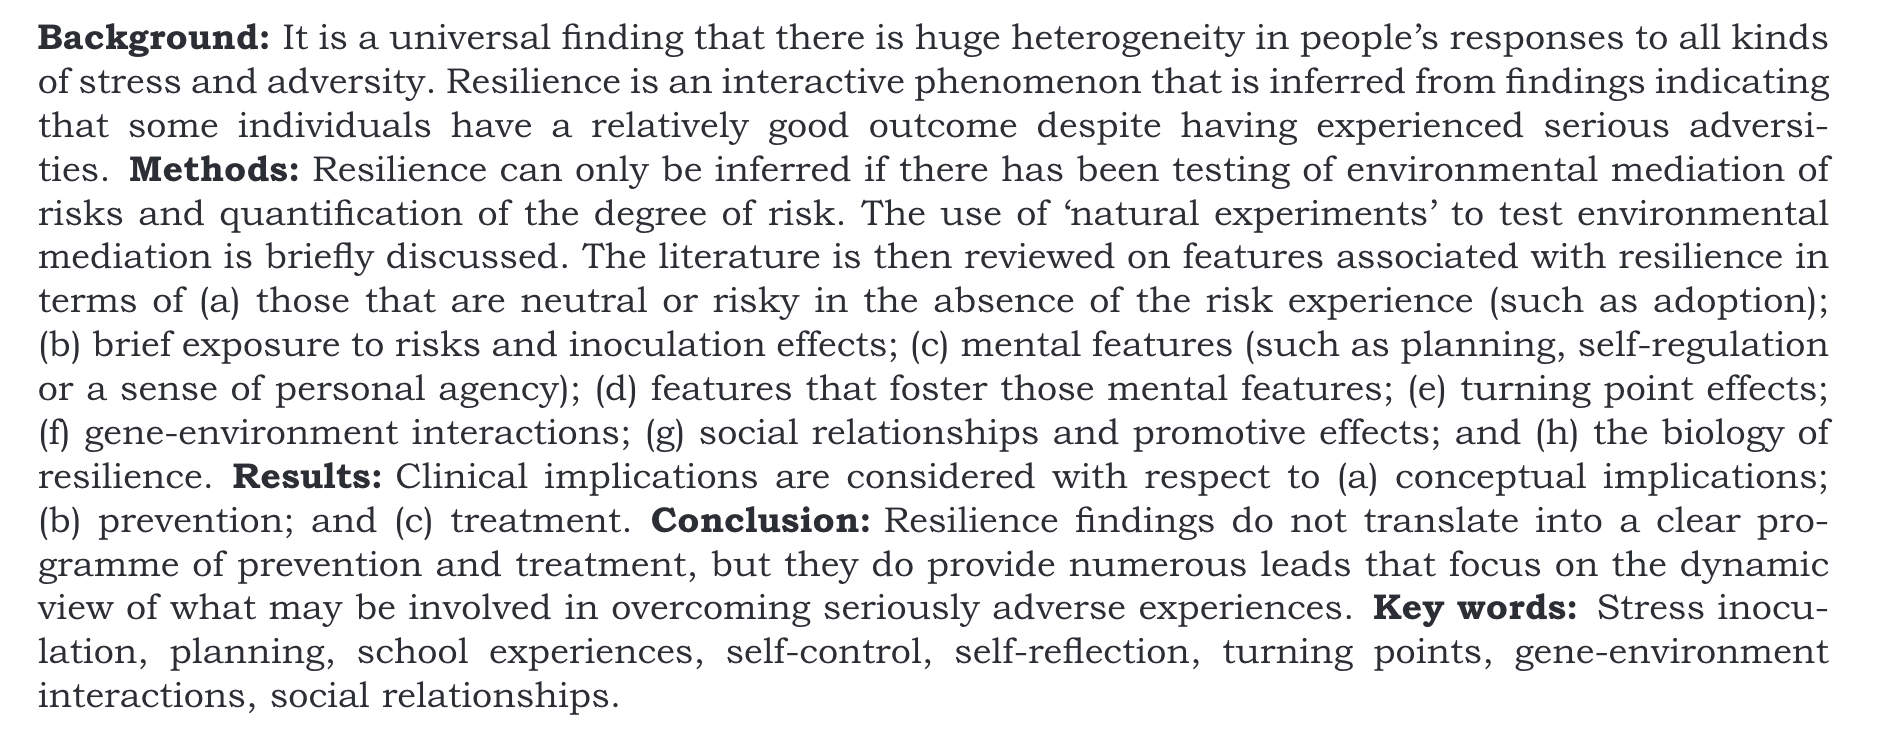 Background: It is a universal finding that there is huge heterogeneity in people’s responses to all kinds
of stress and adversity. Resilience is an interactive phenomenon that is inferred from findings indicating
that some individuals have a relatively good outcome despite having experienced serious adversi-
ties. Methods: Resilience can only be inferred if there has been testing of environmental mediation of
risks and quantification of the degree of risk. The use of ‘natural experiments’ to test environmental
mediation is briefly discussed. The literature is then reviewed on features associated with resilience in
terms of (a) those that are neutral or risky in the absence of the risk experience (such as adoption);
(b) brief exposure to risks and inoculation effects; (c) mental features (such as planning, self-regulation
or a sense of personal agency); (d) features that foster those mental features; (e) turning point effects;
(f) gene-environment interactions; (g) social relationships and promotive effects; and (h) the biology of
resilience. Results: Clinical implications are considered with respect to (a) conceptual implications;
(b) prevention; and (c) treatment. Conclusion: Resilience findings do not translate into a clear pro-
gramme of prevention and treatment, but they do provide numerous leads that focus on the dynamic
view of what may be involved in overcoming seriously adverse experiences. Key words: Stress inocu-
lation, planning, school experiences, self-control, self-reflection, turning points, gene-environment
interactions, social relationships.